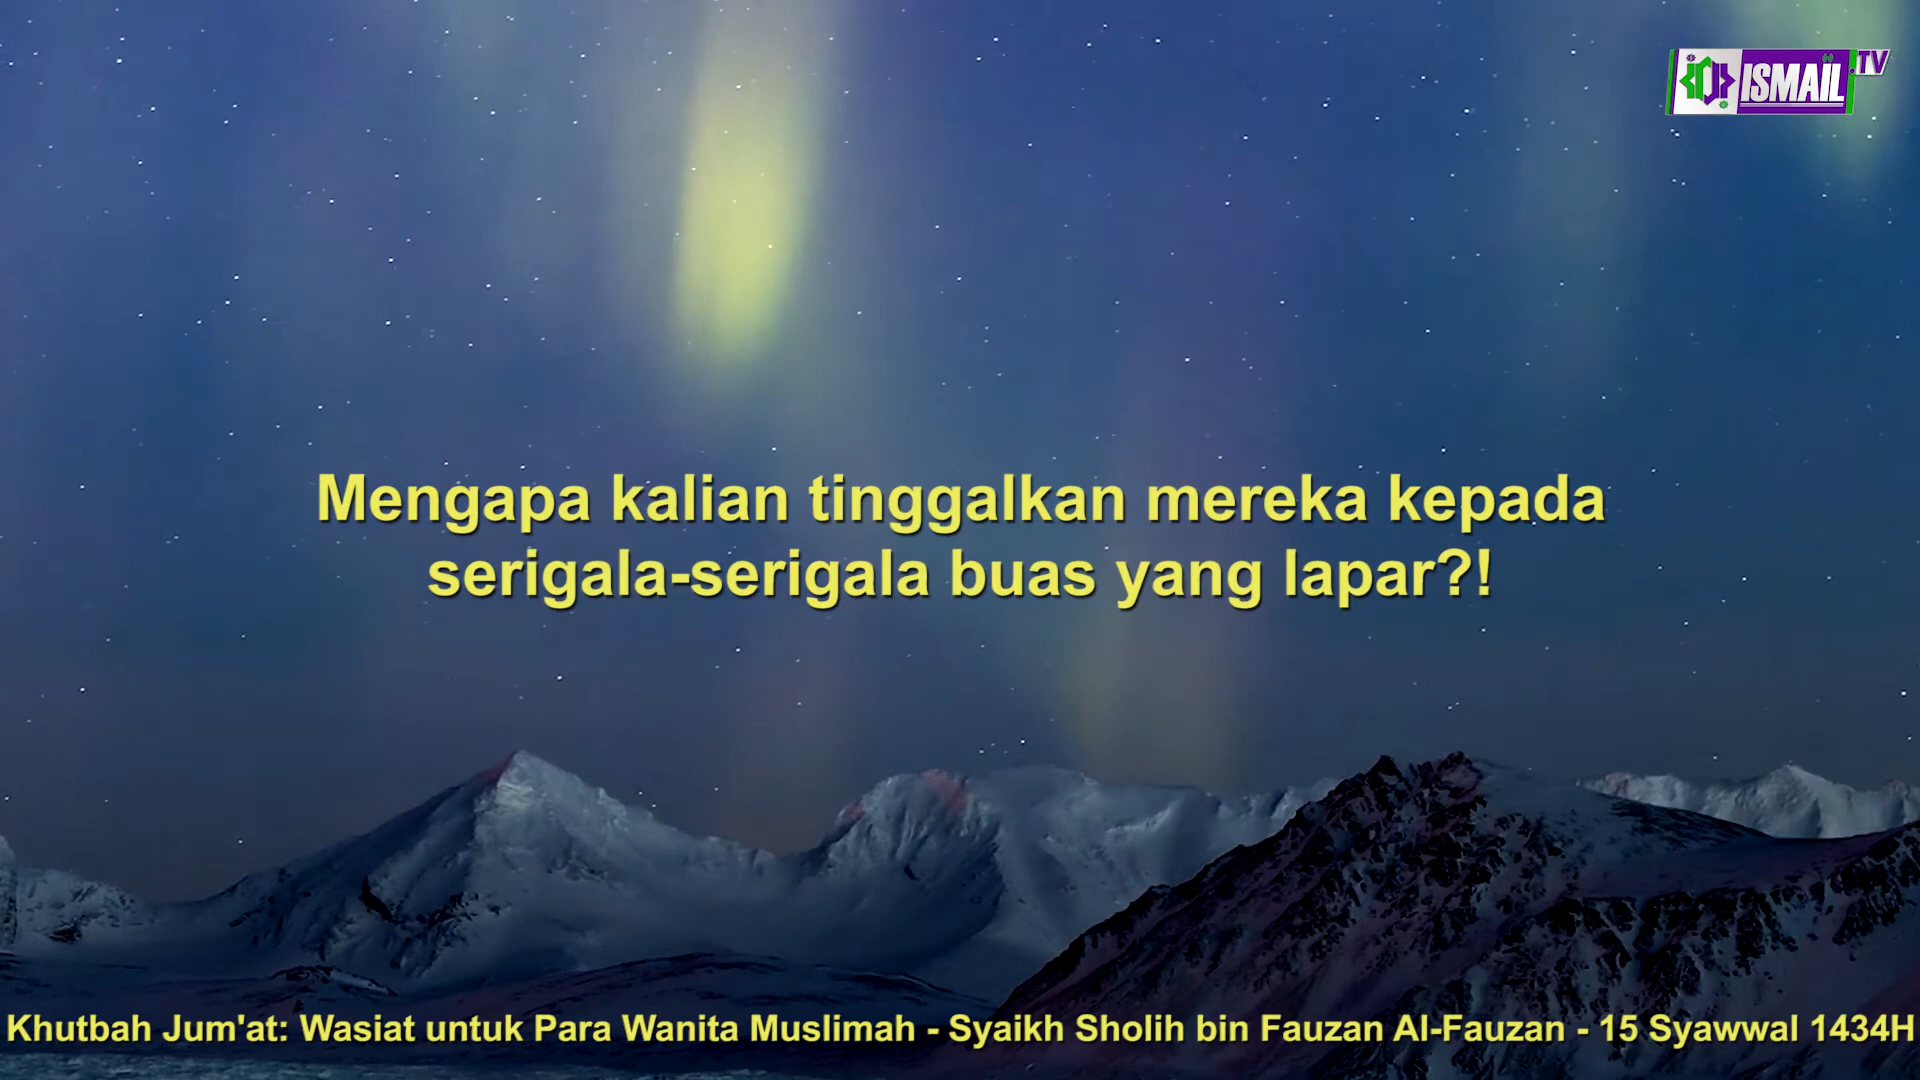 ISMAIL.TV
Mengapa kalian tinggalkan mereka kepada
serigala-serigala buas yang lapar?!
Khutbah Jum'at: Wasiat untuk Para Wanita Muslimah - Syaikh Sholih bin Fauzan Al-Fauzan - 15 Syawwal 1434H